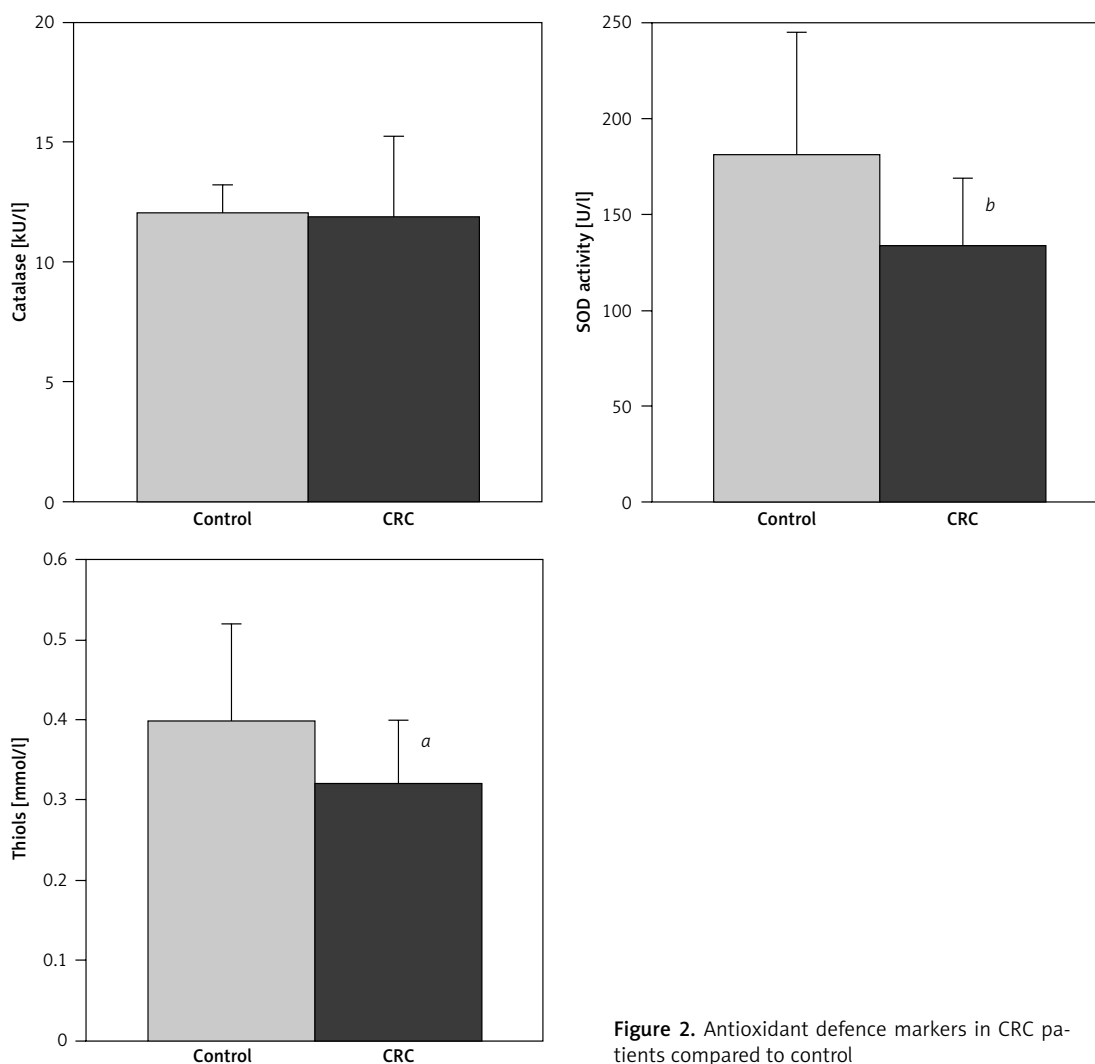 20
15
10
5
0
Catalase [kU/l]
Control CRC
250
200
150
100
50
0
SOD activity [U/l]
b
Control CRC
0.6
0.5
0.4
0.3
0.2
0.1
0
Thiols [mmol/l]
a
Control CRC
Figure 2. Antioxidant defence markers in CRC pa-
tients compared to control